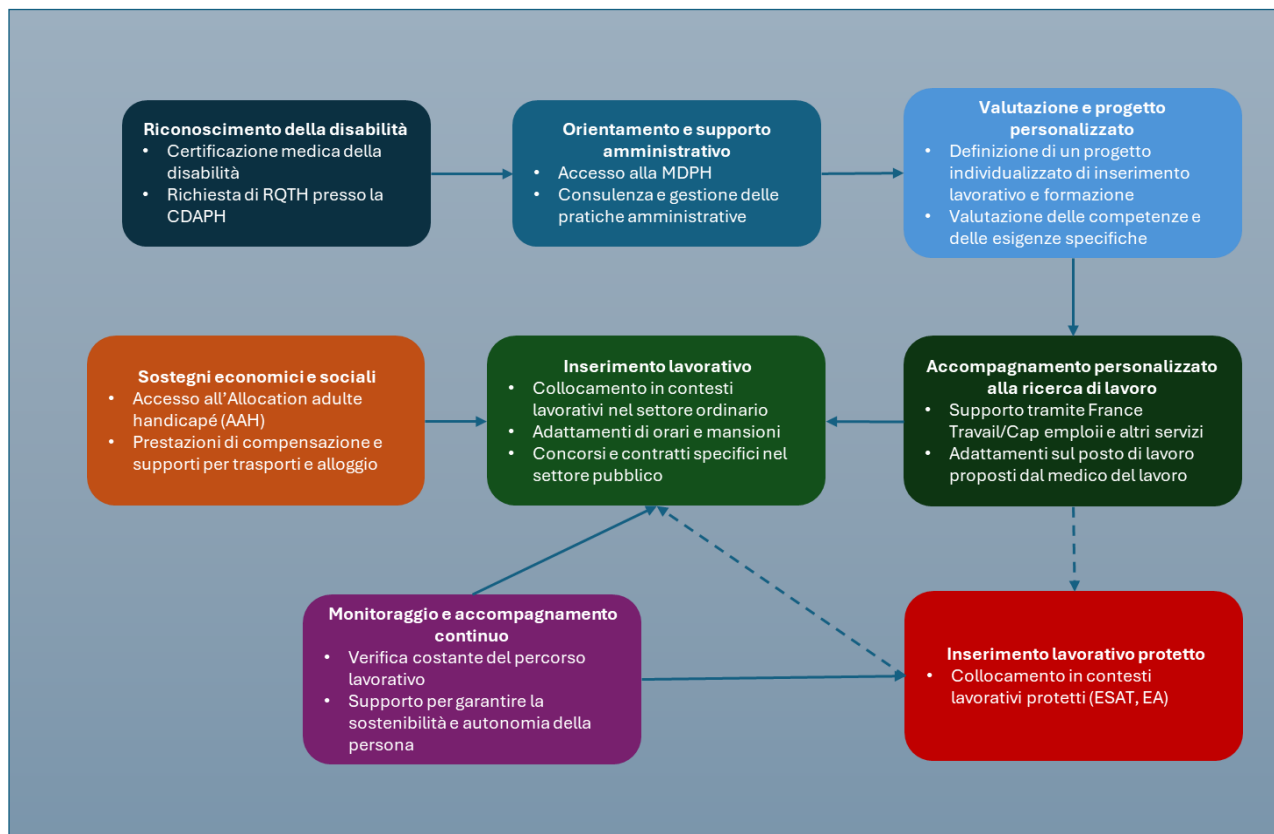 Riconoscimento della disabilità
• Certificazione medica della
disabilità
• Richiesta di RQTH presso la
CDAPH
Orientamento e supporto
amministrativo
• Accesso alla MDPH
• Consulenza e gestione delle
pratiche amministrative
Valutazione e progetto
personalizzato
• Definizione di un progetto
individualizzato di inserimento
lavorativo e formazione
• Valutazione delle competenze e
delle esigenze specifiche
Sostegni economici e sociali
• Accesso all’Allocation adulte
handicapé (AAH)
• Prestazioni di compensazione e
supporti per trasporti e alloggio
Inserimento lavorativo
• Collocamento in contesti
lavorativi nel settore ordinario
• Adattamenti di orari e mansioni
• Concorsi e contratti specifici nel
settore pubblico
Accompagnamento personalizzato
alla ricerca di lavoro
• Supporto tramite France
Travail/Cap emploii e altri servizi
• Adattamenti sul posto di lavoro
proposti dal medico del lavoro
Monitoraggio e accompagnamento
continuo
• Verifica costante del percorso
lavorativo
• Supporto per garantire la
sostenibilità e autonomia della
persona
Inserimento lavorativo protetto
• Collocamento in contesti
lavorativi protetti (ESAT, EA)